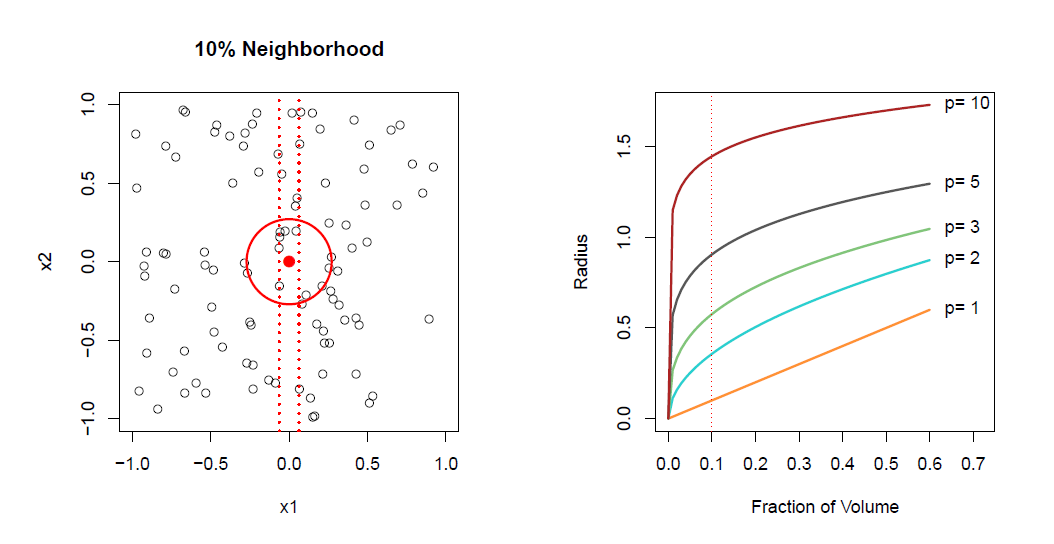 10% Neighborhood
x2
1.0
0.5
0.0
−0.5
−1.0
−1.0 −0.5 0.0 0.5 1.0
x1
Radius
1.5
1.0
0.5
0.0
p= 10
p= 5
p= 3
p= 2
p= 1
0.0 0.1 0.2 0.3 0.4 0.5 0.6 0.7
Fraction of Volume